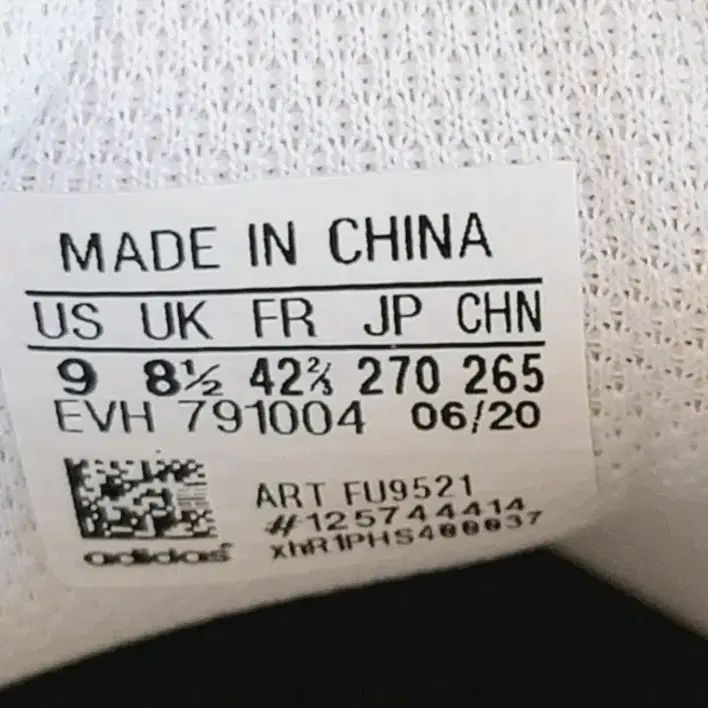 MADE IN CHINA
US UK FR JP CHN
9 8½ 42⅔ 270 265
EVH 791004 06/20
ART FU9521
#125744414
xhR1PHS400037
adidas